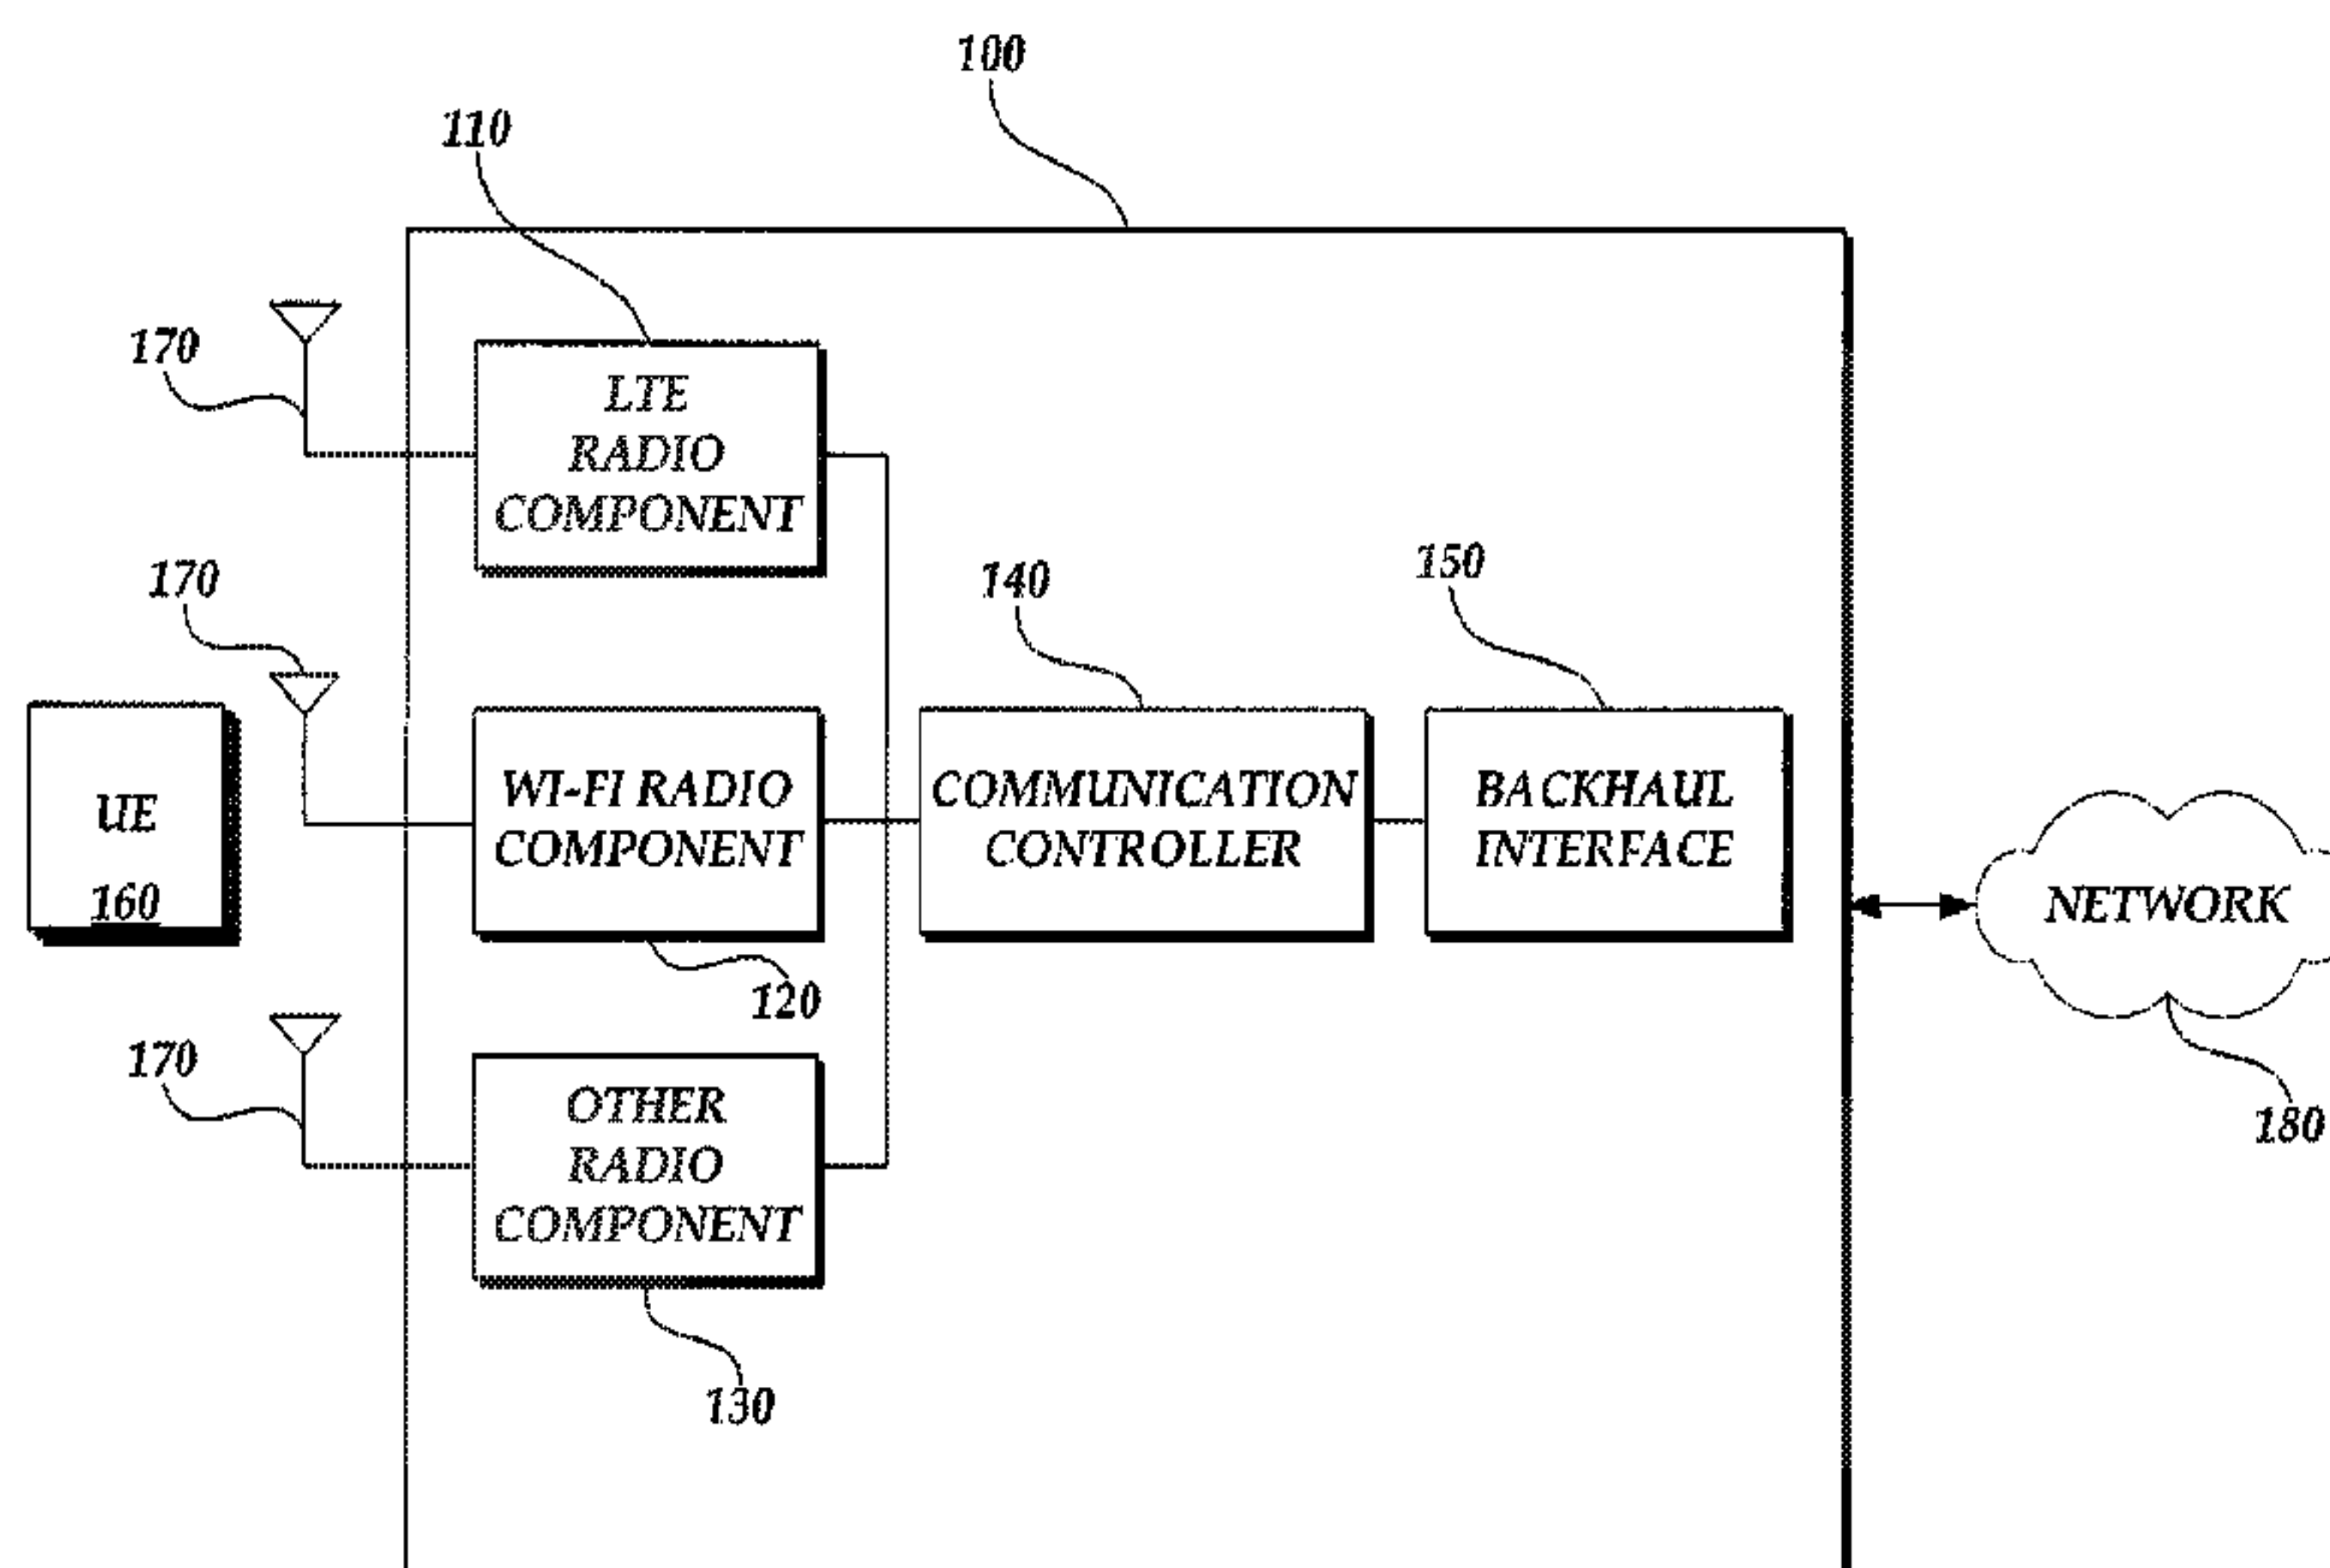 100
110
170
LTE
RADIO
COMPONENT
170
140
150
UE
160
WI-FI RADIO
COMPONENT
COMMUNICATION
CONTROLLER
BACKHAUL
INTERFACE
NETWORK
120
170
OTHER
RADIO
COMPONENT
180
130